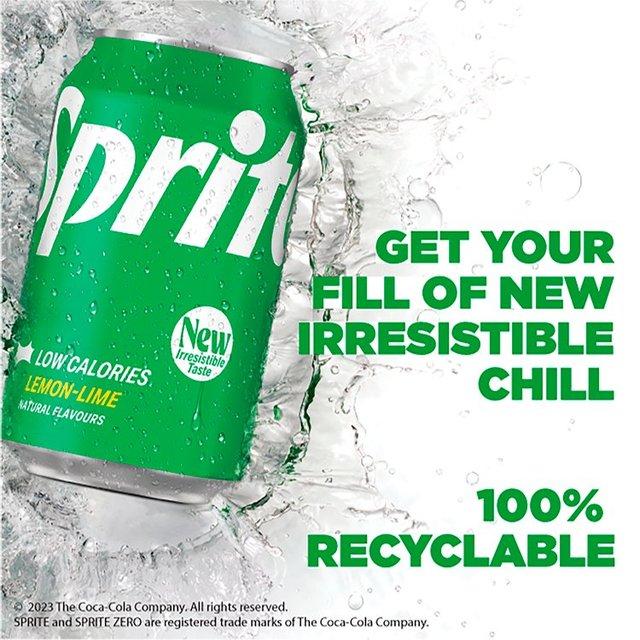 Sprit
New
Irresistible
Taste
LOW CALORIES
LEMON-LIME
NATURAL FLAVOURS
GET YOUR
FILL OF NEW
IRRESISTIBLE
CHILL
100%
RECYCLABLE
© 2023 The Coca-Cola Company. All rights reserved.
SPRITE and SPRITE ZERO are registered trade marks of The Coca-Cola Company.